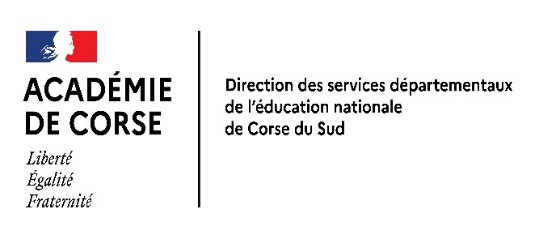 ACADÉMIE
DE CORSE
Liberté
Égalité
Fraternité
Direction des services départementaux
de l'éducation nationale
de Corse du Sud